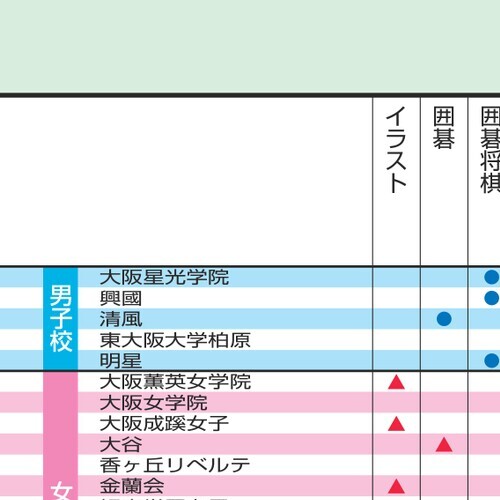 イラスト
囲碁
囲碁将棋
男子校
大阪星光学院
興國
清風
東大阪大学柏原
明星
大阪薫英女学院
大阪女学院
大阪成蹊女子
大谷
香ヶ丘リベルテ
金蘭会
女